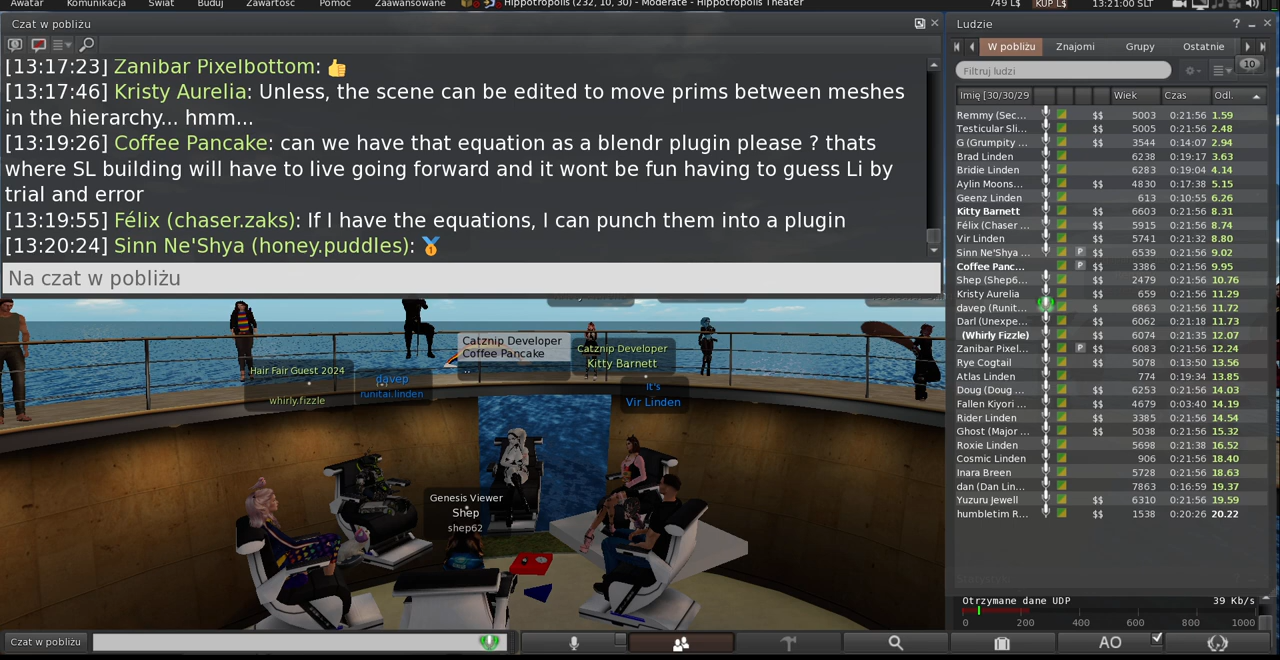 Awatar Komunikacja Świat Buduj Zawartość Pomoc Zaawansowane Hippotropolis (232, 10, 30) - Moderate - Hippotropolis Theater 749 L$ KUP L$ 13:21:00 SLT
Czat w pobliżu
[13:17:23] Zanibar Pixelbottom: 👍
[13:17:46] Kristy Aurelia: Unless, the scene can be edited to move prims between meshes
in the hierarchy... hmm...
[13:19:26] Coffee Pancake: can we have that equation as a blendr plugin please ? thats
where SL building will have to live going forward and it wont be fun having to guess Li by
trial and error
[13:19:55] Félix (chaser.zaks): If I have the equations, I can punch them into a plugin
[13:20:24] Sinn Ne'Shya (honey.puddles): 🥇
Na czat w pobliżu
Catznip Developer
Coffee Pancake
Catznip Developer
Kitty Barnett
Hair Fair Guest 2024
whirly.fizzle
davep
runitai.linden
It's
Vir Linden
Genesis Viewer
Shep
shep62
Czat w pobliżu
AO
Ludzie
W pobliżu Znajomi Grupy Ostatnie
10
Filtruj ludzi
Imię [30/30/29 Wiek Czas Odl.
Remmy (Sec... $$ 5003 0:21:56 1.59
Testicular Sli... $$ 5005 0:21:56 2.48
G (Grumpity ... $$ 3544 0:14:07 2.94
Brad Linden 6238 0:19:17 3.63
Bridie Linden 6283 0:19:04 4.14
Aylin Moons... $$ 4830 0:17:38 5.15
Geenz Linden 613 0:10:55 6.26
Kitty Barnett $$ 6603 0:21:56 8.31
Félix (Chaser ... $$ 5915 0:21:56 8.74
Vir Linden $$ 5741 0:21:32 8.80
Sinn Ne'Shya ... P $$ 6539 0:21:56 9.02
Coffee Panc... P $$ 3386 0:21:56 9.95
Shep (Shep6... $$ 2479 0:21:56 10.76
Kristy Aurelia $$ 659 0:21:56 11.29
davep (Runit... $ 6863 0:21:56 11.72
Darl (Unexpe... $$ 6062 0:21:18 11.73
(Whirly Fizzle) $$ 6074 0:21:35 12.07
Zanibar Pixel... P $$ 6083 0:21:56 12.24
Rye Cogtail $$ 5078 0:13:50 13.56
Atlas Linden 774 0:19:34 13.85
Doug (Doug ... $$ 6253 0:21:56 14.03
Fallen Kiyori ... $$ 4679 0:03:40 14.19
Rider Linden $$ 3385 0:21:56 14.54
Ghost (Major ... $$ 5038 0:21:56 15.32
Roxie Linden 5698 0:21:38 16.52
Cosmic Linden 906 0:21:56 18.40
Inara Breen 5728 0:21:56 18.63
dan (Dan Lin... 7863 0:16:59 19.37
Yuzuru Jewell $$ 6310 0:21:56 19.59
humbletim R... $$ 1538 0:20:26 20.22
Otrzymane dane UDP 39 Kb/s
0 200 400 600 800 1000